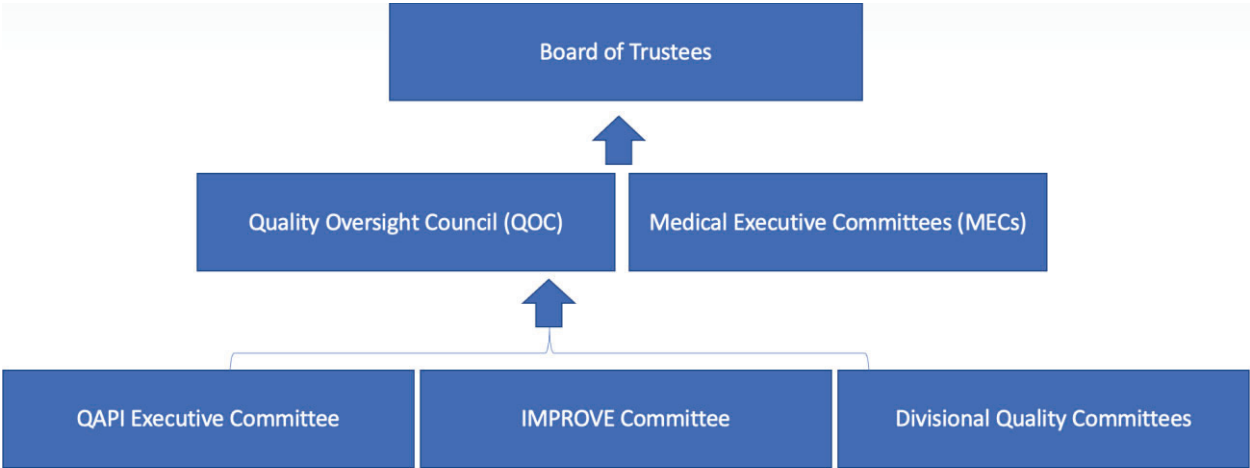 Board of Trustees
Quality Oversight Council (QOC)
Medical Executive Committees (MECs)
QAPI Executive Committee
IMPROVE Committee
Divisional Quality Committees